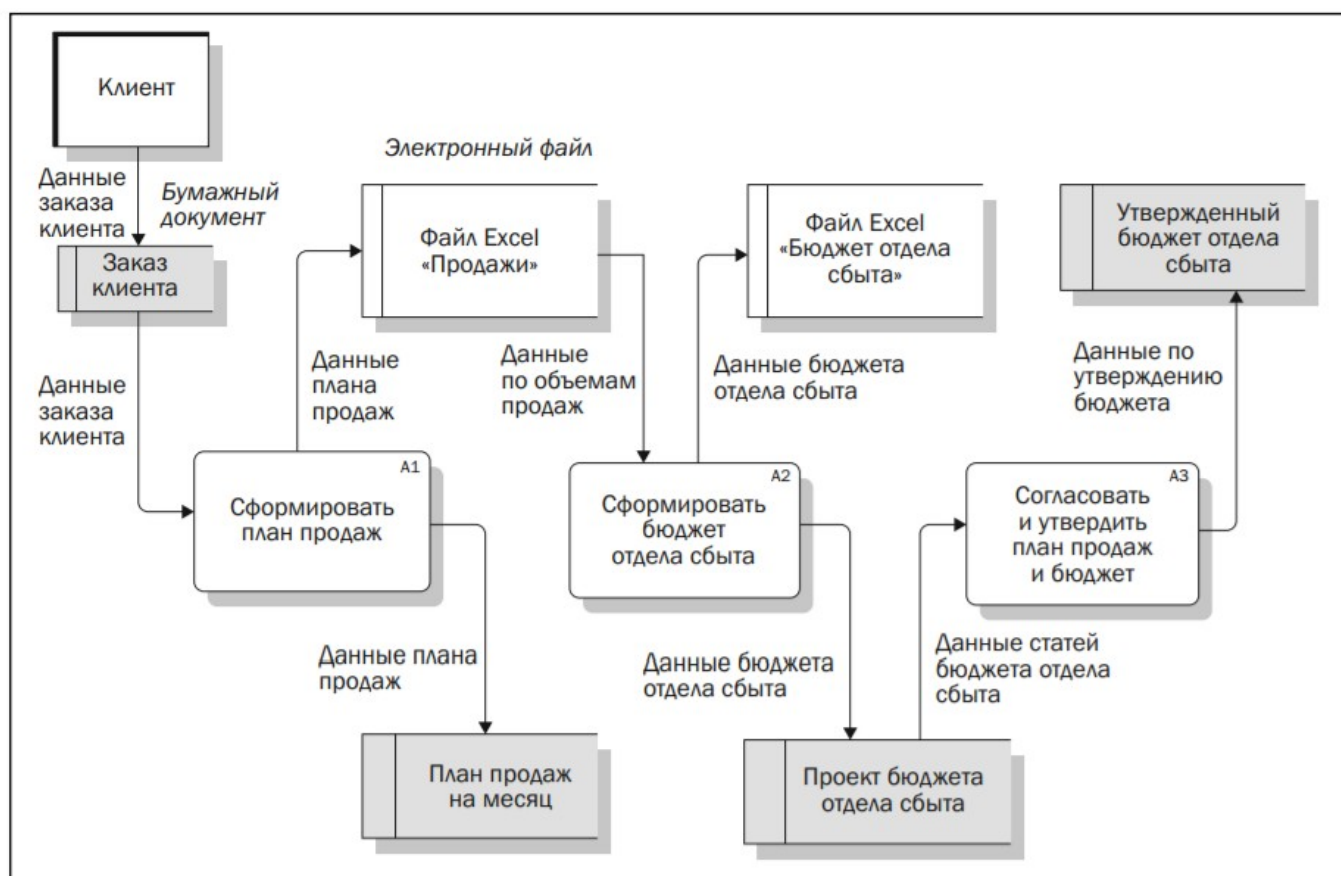 Клиент
Электронный файл
Данные
заказа
клиента
Бумажный
документ
Заказ
клиента
Файл Excel
«Продажи»
Файл Excel
«Бюджет отдела
сбыта»
Утвержденный
бюджет отдела
сбыта
Данные
заказа
клиента
Данные
плана
продаж
Данные
по объемам
продаж
Данные бюджета
отдела сбыта
Данные по
утверждению
бюджета
A1
Сформировать
план продаж
A2
Сформировать
бюджет
отдела сбыта
A3
Согласовать
и утвердить
план продаж
и бюджет
Данные плана
продаж
Данные бюджета
отдела сбыта
Данные статей
бюджета отдела
сбыта
План продаж
на месяц
Проект бюджета
отдела сбыта